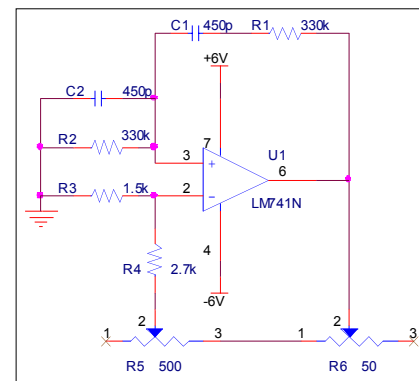 C1 450p R1 330k
+6V
C2 450p
7
R2 330k
U1
3 +
6
R3 1.5k
2 −
LM741N
4
R4 2.7k
-6V
1 2 3 1 2 3
R5 500 R6 50